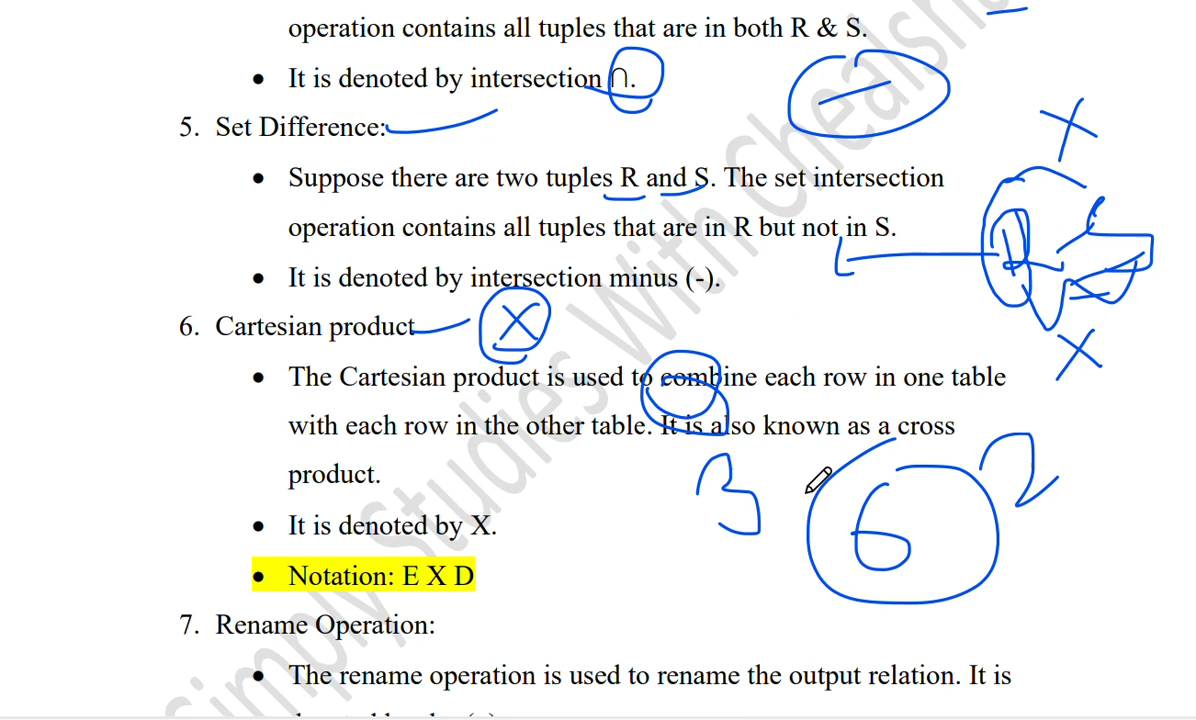 operation contains all tuples that are in both R & S.
• It is denoted by intersection ∩.
5. Set Difference:
• Suppose there are two tuples R and S. The set intersection
operation contains all tuples that are in R but not in S.
• It is denoted by intersection minus (-).
6. Cartesian product X
• The Cartesian product is used to combine each row in one table
with each row in the other table. It is also known as a cross
product.
3 6 2
• It is denoted by X.
• Notation: E X D
7. Rename Operation:
• The rename operation is used to rename the output relation. It is
Simply Studies With